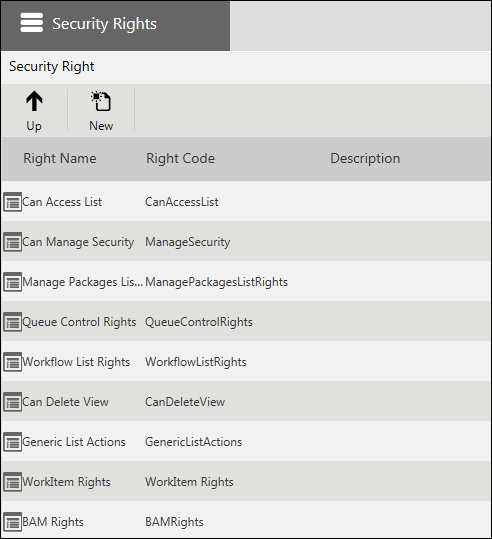 Security Rights
Security Right
Up New
Right Name Right Code Description
Can Access List CanAccessList
Can Manage Security ManageSecurity
Manage Packages Lis... ManagePackagesListRights
Queue Control Rights QueueControlRights
Workflow List Rights WorkflowListRights
Can Delete View CanDeleteView
Generic List Actions GenericListActions
WorkItem Rights WorkItem Rights
BAM Rights BAMRights